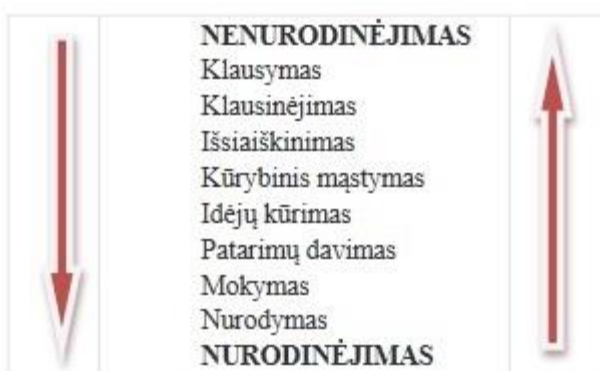 NENURODINĖJIMAS
Klausymas
Klausinėjimas
Išsiaiškinimas
Kūrybinis mąstymas
Idėjų kūrimas
Patarimų davimas
Mokymas
Nurodymas
NURODINĖJIMAS